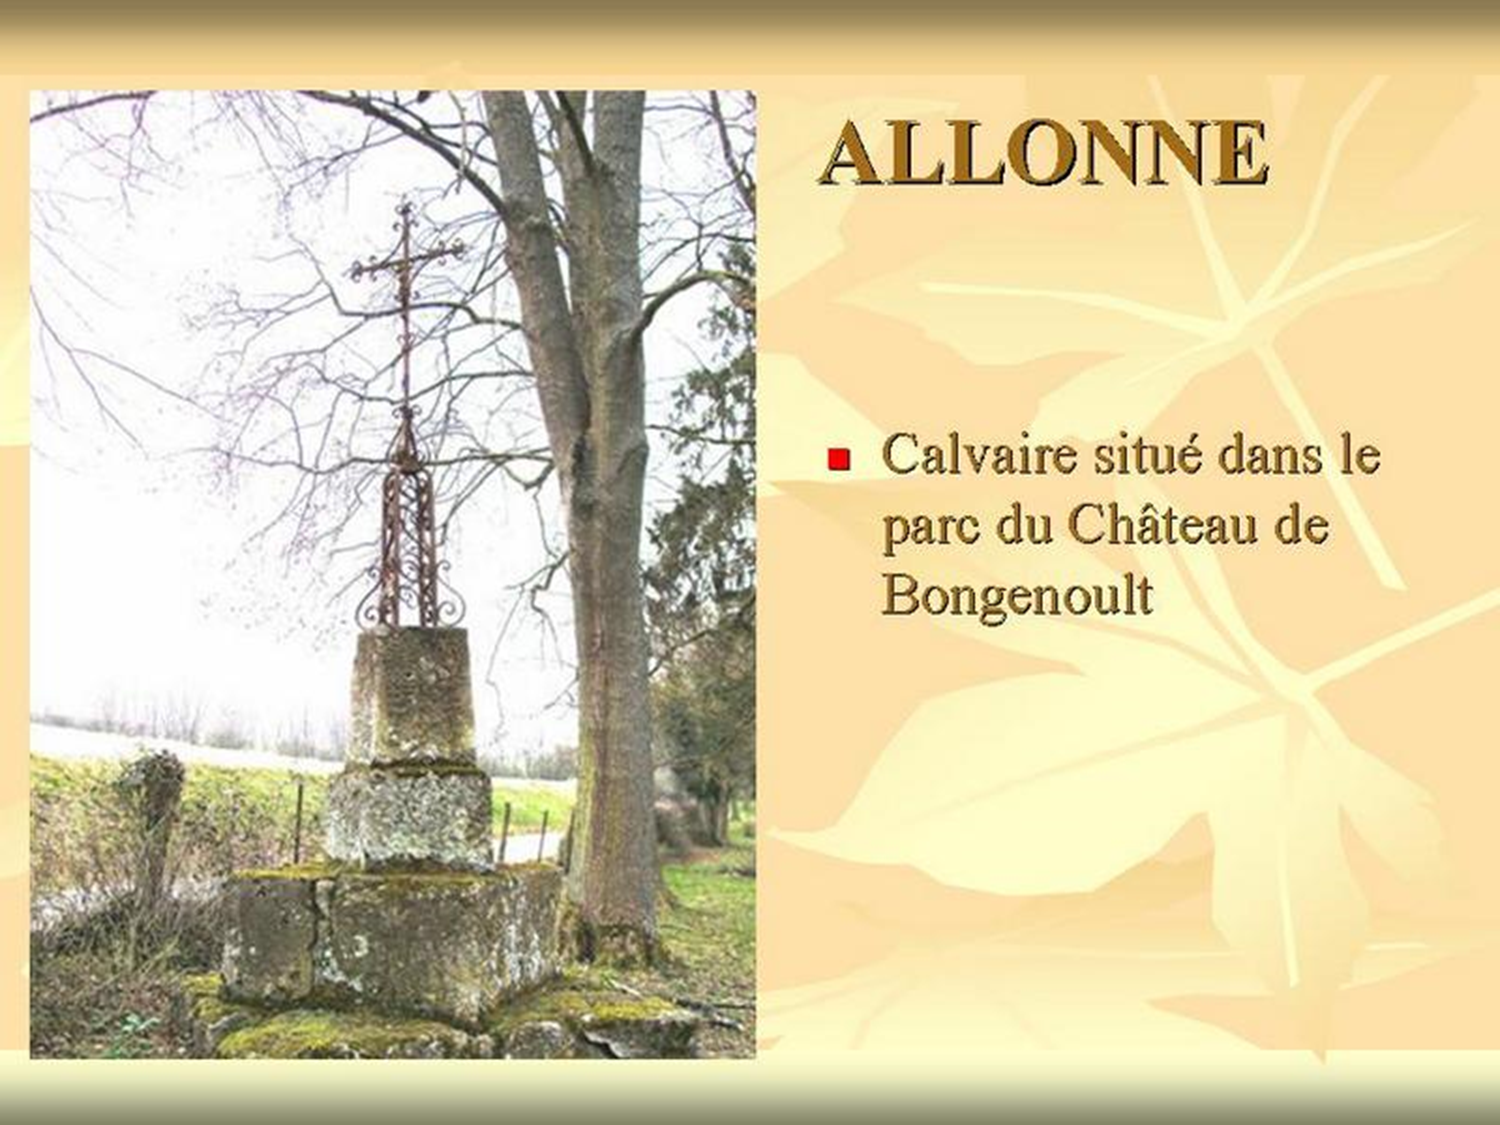 ALLONNE
Calvaire situé dans le
parc du Château de
Bongenoult